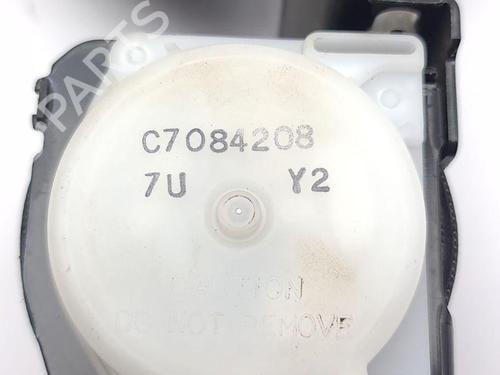 C7084208
7U Y2
CAUTION
DO NOT REMOVE
PARTS